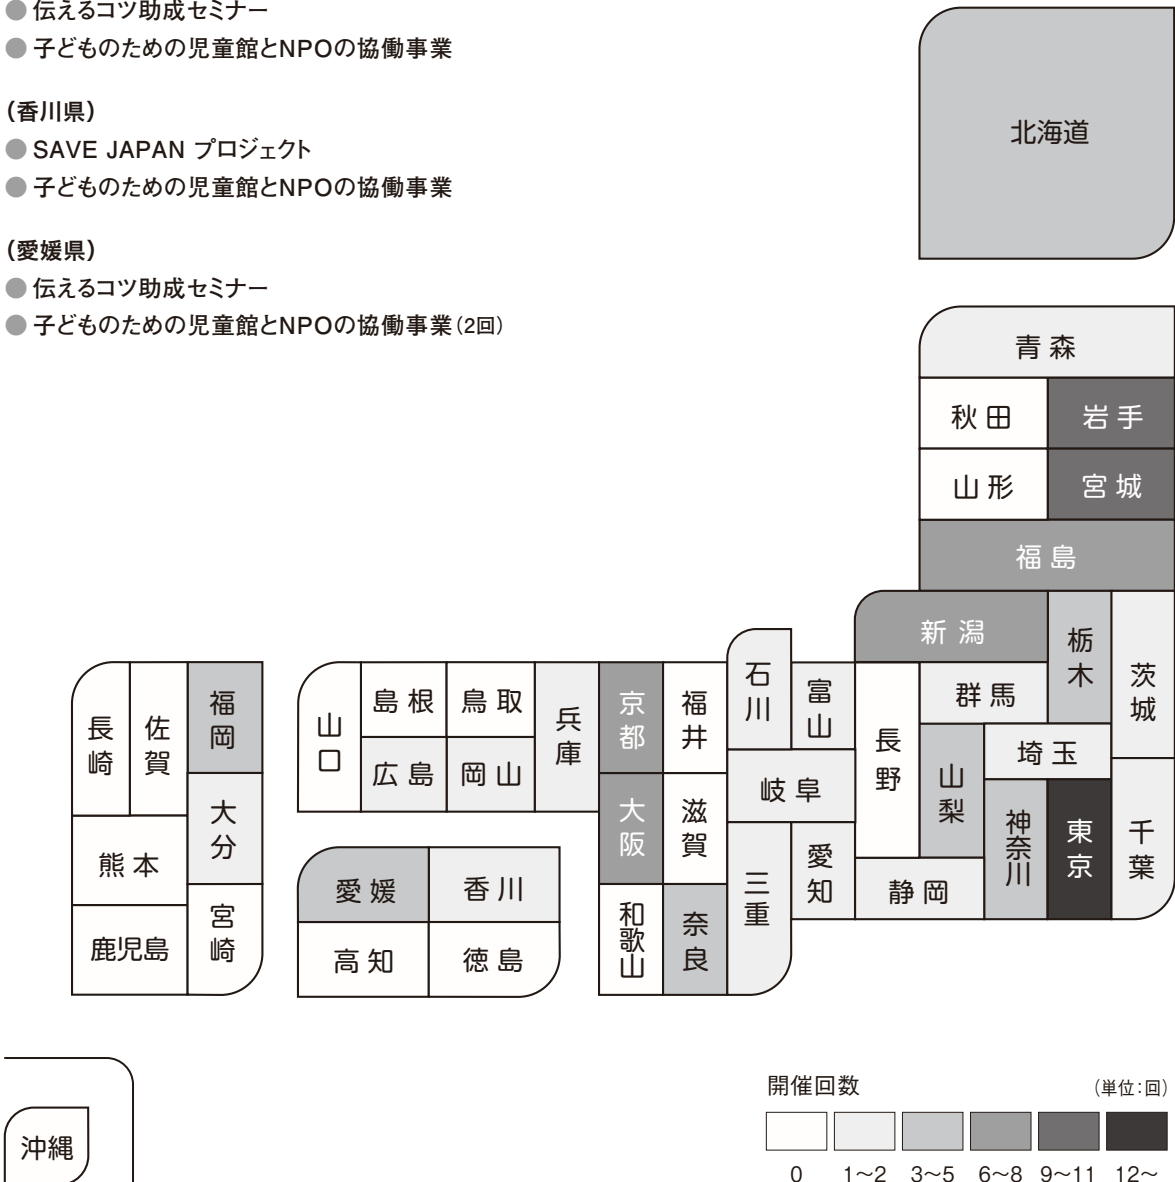 ● 伝えるコツ助成セミナー
● 子どものための児童館とNPOの協働事業
（香川県）
● SAVE JAPAN プロジェクト
● 子どものための児童館とNPOの協働事業
（愛媛県）
● 伝えるコツ助成セミナー
● 子どものための児童館とNPOの協働事業（2回）
北海道
青森
秋田
岩手
山形
宮城
福島
新潟
栃木
茨城
群馬
埼玉
千葉
東京
神奈川
山梨
長野
静岡
富山
石川
岐阜
愛知
三重
福井
滋賀
奈良
京都
大阪
和歌山
兵庫
鳥取
島根
岡山
広島
山口
愛媛
香川
高知
徳島
福岡
佐賀
長崎
大分
熊本
宮崎
鹿児島
沖縄
開催回数 （単位：回）
0 1〜2 3〜5 6〜8 9〜11 12〜